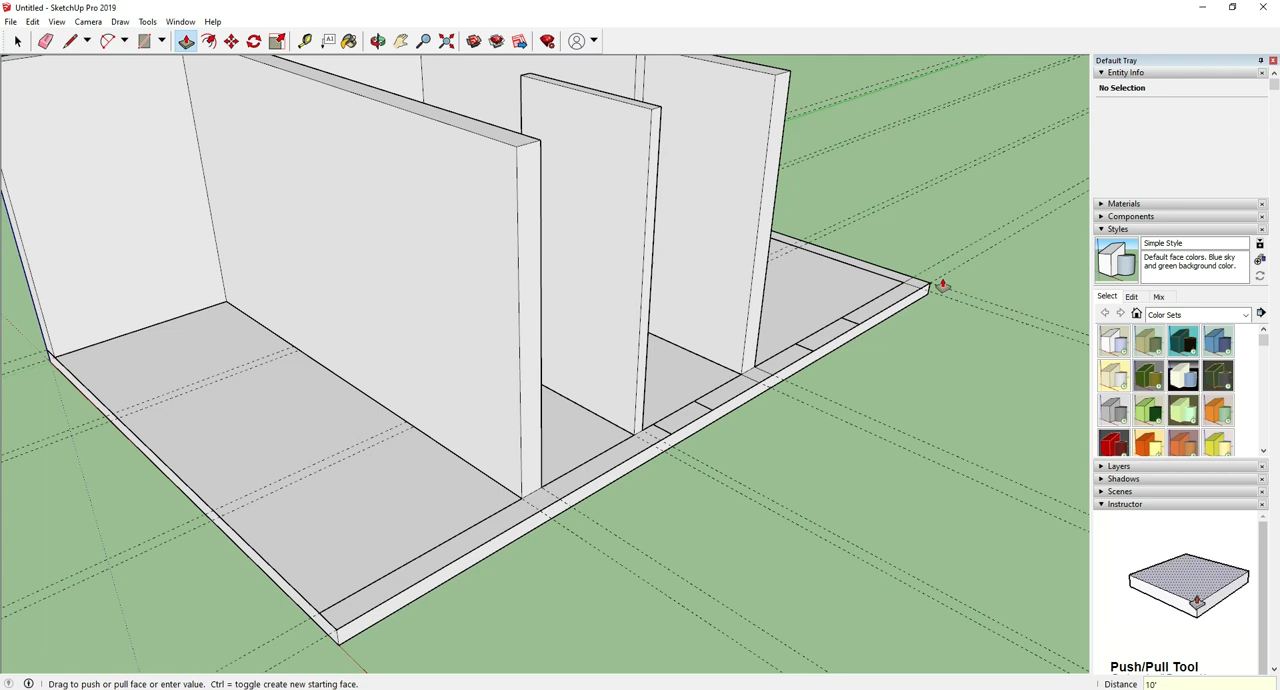 Untitled - SketchUp Pro 2019
File Edit View Camera Draw Tools Window Help
A1
Default Tray
Entity Info
No Selection
Materials
Components
Styles
Simple Style
Default face colors. Blue sky
and green background color.
Select Edit Mix
Color Sets
Layers
Shadows
Scenes
Instructor
Push/Pull Tool
Drag to push or pull face or enter value. Ctrl = toggle create new starting face.
Distance 10'